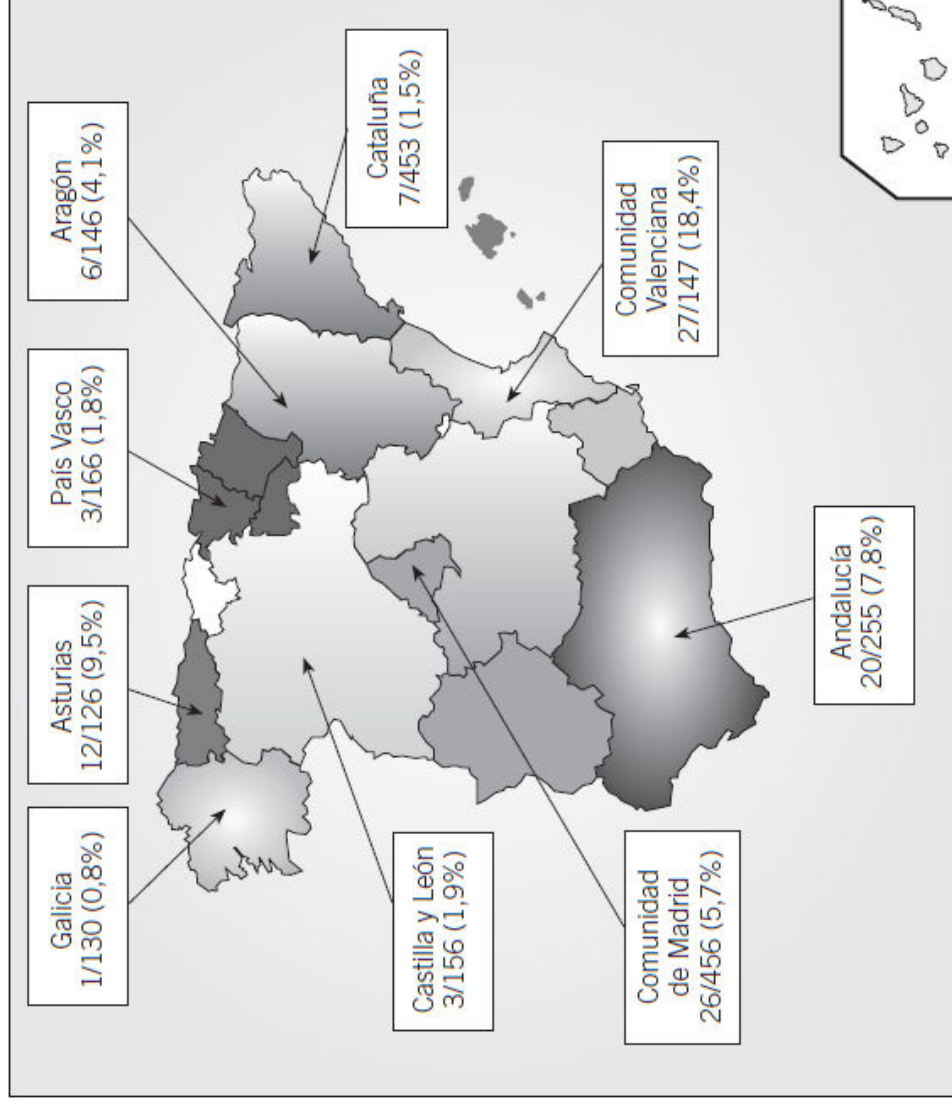 Galicia
1/130 (0,8%)
Asturias
12/126 (9,5%)
País Vasco
3/166 (1,8%)
Aragón
6/146 (4,1%)
Cataluña
7/453 (1,5%)
Castilla y León
3/156 (1,9%)
Comunidad
Valenciana
27/147 (18,4%)
Comunidad
de Madrid
26/456 (5,7%)
Andalucía
20/255 (7,8%)